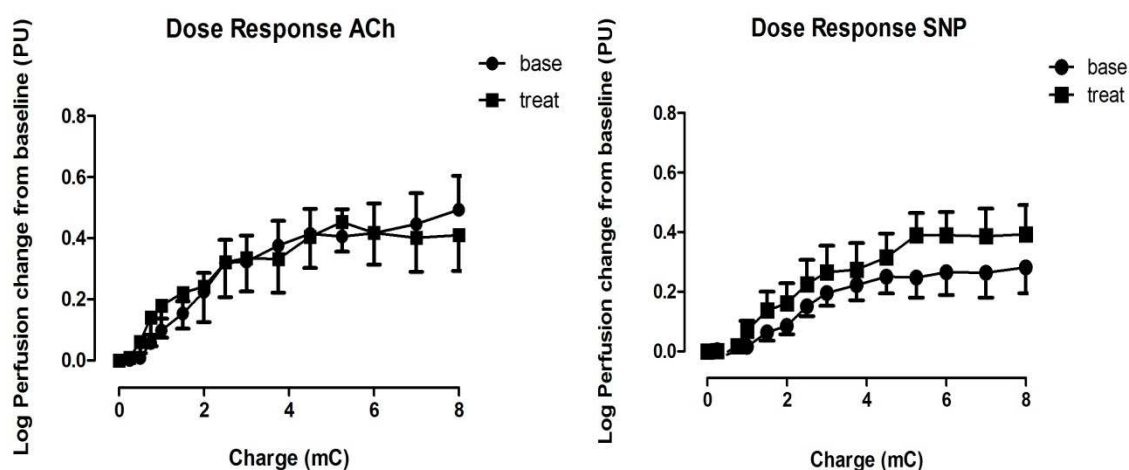 Dose Response ACh
base
treat
Log Perfusion change from baseline (PU)
0.8
0.6
0.4
0.2
0.0
0 2 4 6 8
Charge (mC)
Dose Response SNP
base
treat
Log Perfusion change from baseline (PU)
0.8
0.6
0.4
0.2
0.0
0 2 4 6 8
Charge (mC)